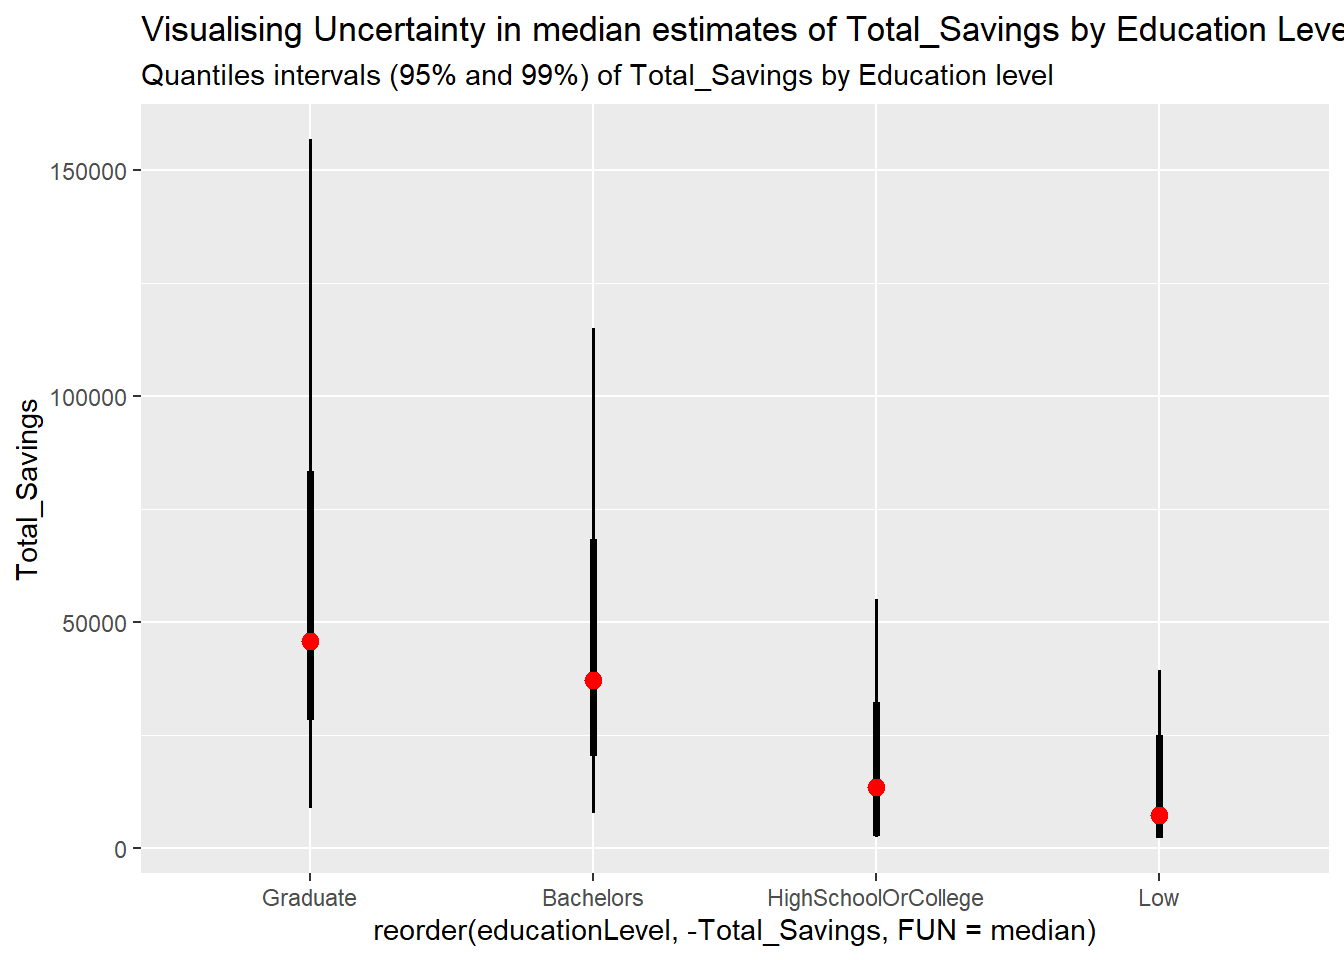 Visualising Uncertainty in median estimates of Total_Savings by Education Leve
Quantiles intervals (95% and 99%) of Total_Savings by Education level
150000
100000
50000
0
Total_Savings
Graduate
Bachelors
HighSchoolOrCollege
Low
reorder(educationLevel, -Total_Savings, FUN = median)